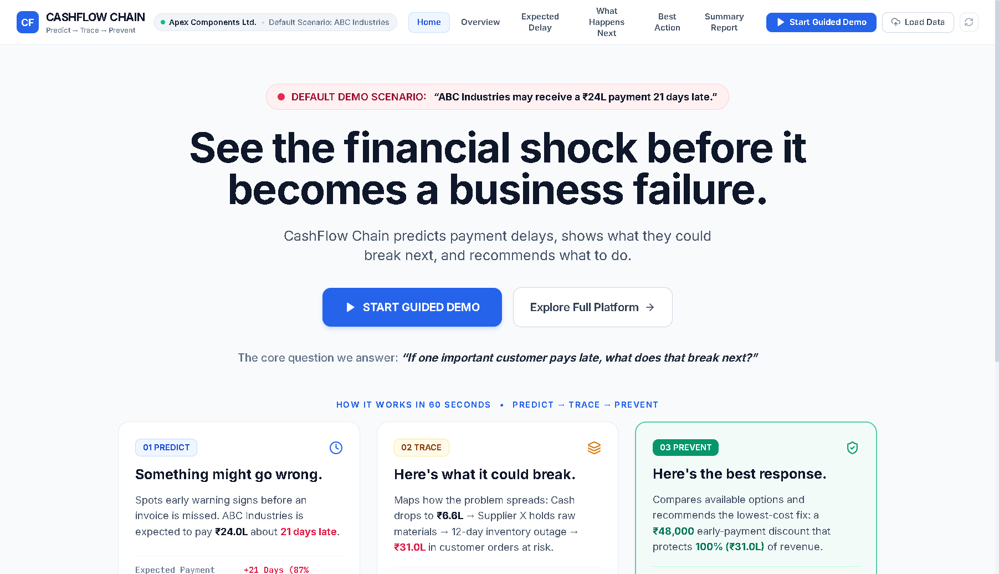 CF
CASHFLOW CHAIN
Predict → Trace → Prevent
Apex Components Ltd. • Default Scenario: ABC Industries
Home
Overview
Expected
Delay
What
Happens
Next
Best
Action
Summary
Report
Start Guided Demo
Load Data
DEFAULT DEMO SCENARIO: “ABC Industries may receive a ₹24L payment 21 days late.”
See the financial shock before it
becomes a business failure.
CashFlow Chain predicts payment delays, shows what they could
break next, and recommends what to do.
START GUIDED DEMO
Explore Full Platform →
The core question we answer: “If one important customer pays late, what does that break next?”
HOW IT WORKS IN 60 SECONDS • PREDICT → TRACE → PREVENT
01 PREDICT
Something might go wrong.
Spots early warning signs before an
invoice is missed. ABC Industries is
expected to pay ₹24.0L about 21 days late.
Expected Payment
+21 Days (87%
02 TRACE
Here's what it could break.
Maps how the problem spreads: Cash
drops to ₹6.6L → Supplier X holds raw
materials → 12-day inventory outage →
₹31.0L in customer orders at risk.
03 PREVENT
Here's the best response.
Compares available options and
recommends the lowest-cost fix: a
₹48,000 early-payment discount that
protects 100% (₹31.0L) of revenue.